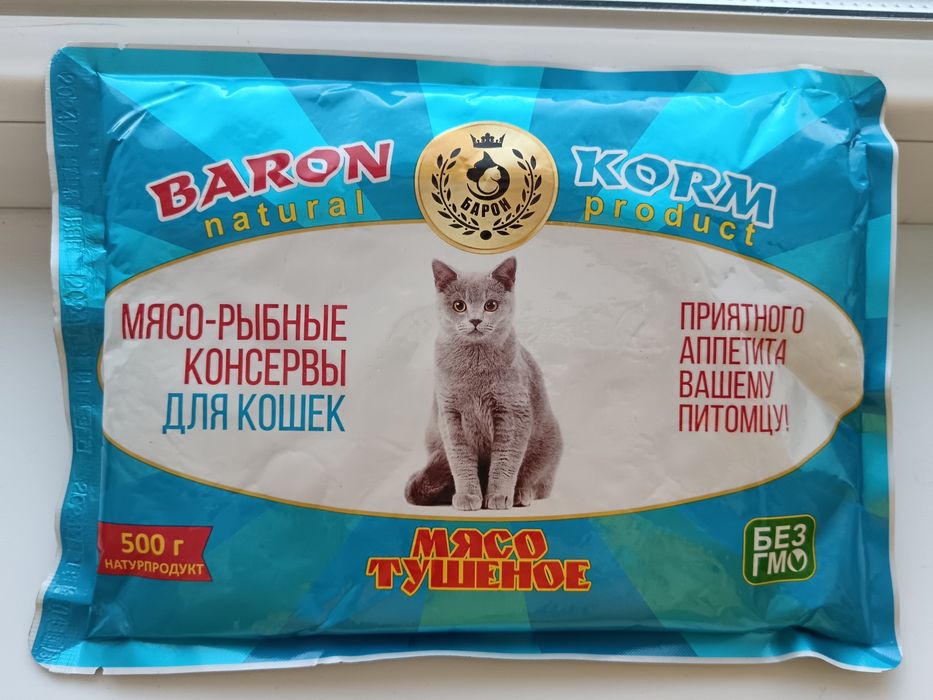 BARON
natural
БАРОН
KORM
product
МЯСО-РЫБНЫЕ
КОНСЕРВЫ
ДЛЯ КОШЕК
ПРИЯТНОГО
АППЕТИТА
ВАШЕМУ
ПИТОМЦУ!
500 г
НАТУРПРОДУКТ
МЯСО
ТУШЕНОЕ
БЕЗ
ГМО